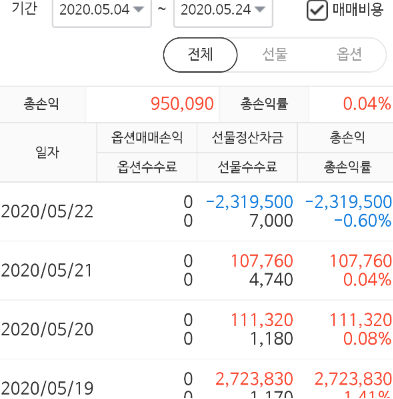 기간 2020.05.04 ~ 2020.05.24 매매비용
전체 선물 옵션
총손익 950,090 총손익률 0.04%
일자 옵션매매손익 선물정산차금 총손익
옵션수수료 선물수수료 총손익률
2020/05/22 0 -2,319,500 -2,319,500
0 7,000 -0.60%
2020/05/21 0 107,760 107,760
0 4,740 0.04%
2020/05/20 0 111,320 111,320
0 1,180 0.08%
2020/05/19 0 2,723,830 2,723,830
0 1,170 1.41%